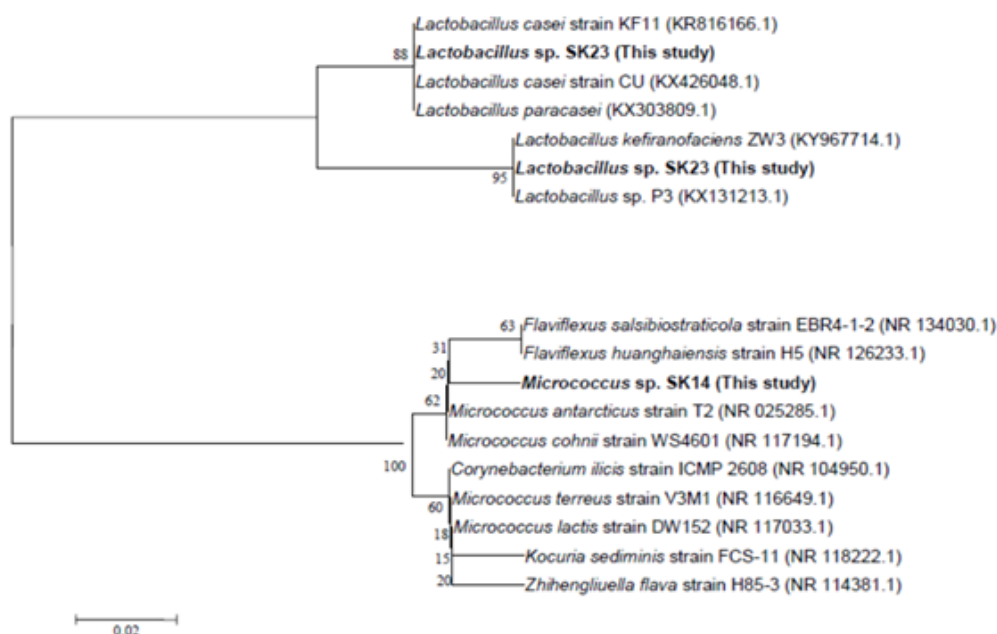 Lactobacillus casei strain KF11 (KR816166.1)
88 Lactobacillus sp. SK23 (This study)
Lactobacillus casei strain CU (KX426048.1)
Lactobacillus paracasei (KX303809.1)
Lactobacillus kefiranofaciens ZW3 (KY967714.1)
Lactobacillus sp. SK23 (This study)
95
Lactobacillus sp. P3 (KX131213.1)
63 Flaviflexus salsibiostraticola strain EBR4-1-2 (NR 134030.1)
31
Flaviflexus huanghaiensis strain H5 (NR 126233.1)
20
Micrococcus sp. SK14 (This study)
62
Micrococcus antarcticus strain T2 (NR 025285.1)
Micrococcus cohnii strain WS4601 (NR 117194.1)
100
Corynebacterium ilicis strain ICMP 2608 (NR 104950.1)
Micrococcus terreus strain V3M1 (NR 116649.1)
60
Micrococcus lactis strain DW152 (NR 117033.1)
18
15
Kocuria sediminis strain FCS-11 (NR 118222.1)
20
Zhihengliuella flava strain H85-3 (NR 114381.1)
0.02